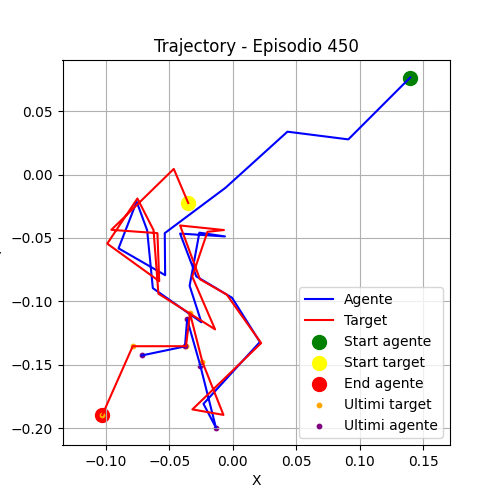 Trajectory - Episodio 450
0.05
0.00
−0.05
−0.10
−0.15
−0.20
−0.10
−0.05
0.00
0.05
0.10
0.15
X
Agente
Target
Start agente
Start target
End agente
Ultimi target
Ultimi agente